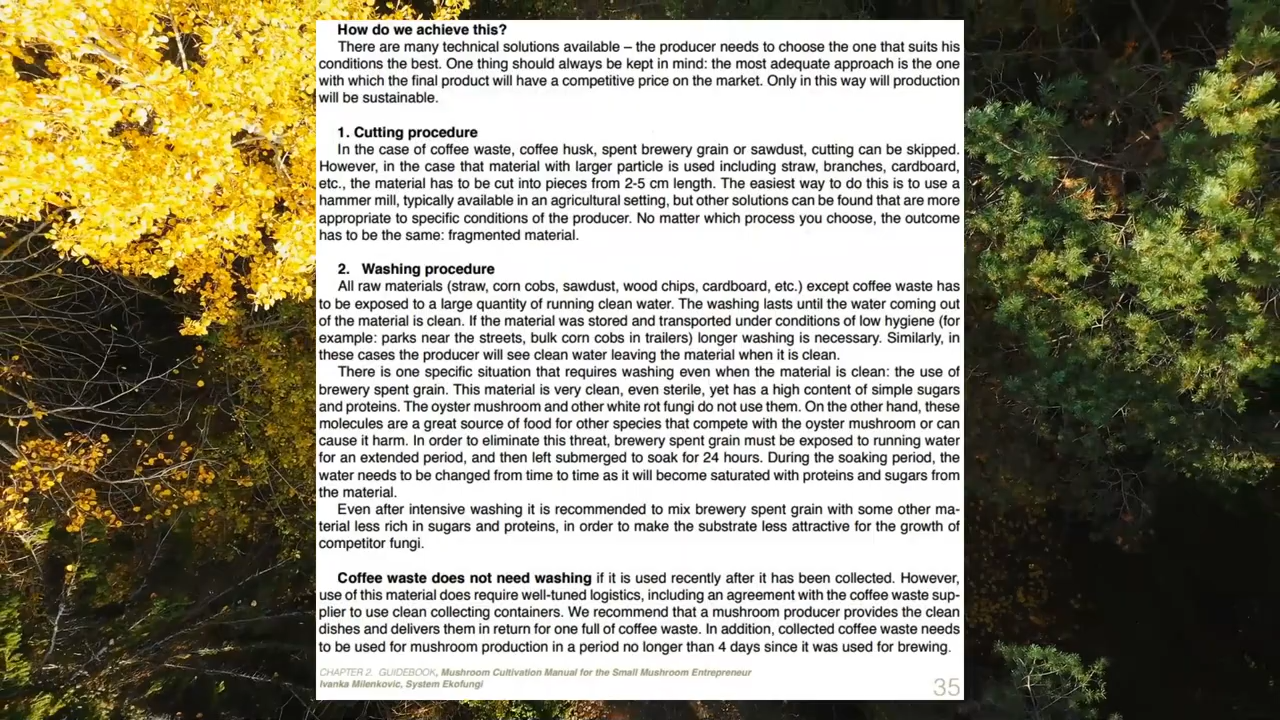 How do we achieve this?
There are many technical solutions available – the producer needs to choose the one that suits his
conditions the best. One thing should always be kept in mind: the most adequate approach is the one
with which the final product will have a competitive price on the market. Only in this way will production
will be sustainable.
1. Cutting procedure
In the case of coffee waste, coffee husk, spent brewery grain or sawdust, cutting can be skipped.
However, in the case that material with larger particle is used including straw, branches, cardboard,
etc., the material has to be cut into pieces from 2-5 cm length. The easiest way to do this is to use a
hammer mill, typically available in an agricultural setting, but other solutions can be found that are more
appropriate to specific conditions of the producer. No matter which process you choose, the outcome
has to be the same: fragmented material.
2. Washing procedure
All raw materials (straw, corn cobs, sawdust, wood chips, cardboard, etc.) except coffee waste has
to be exposed to a large quantity of running clean water. The washing lasts until the water coming out
of the material is clean. If the material was stored and transported under conditions of low hygiene (for
example: parks near the streets, bulk corn cobs in trailers) longer washing is necessary. Similarly, in
these cases the producer will see clean water leaving the material when it is clean.
There is one specific situation that requires washing even when the material is clean: the use of
brewery spent grain. This material is very clean, even sterile, yet has a high content of simple sugars
and proteins. The oyster mushroom and other white rot fungi do not use them. On the other hand, these
molecules are a great source of food for other species that compete with the oyster mushroom or can
cause it harm. In order to eliminate this threat, brewery spent grain must be exposed to running water
for an extended period, and then left submerged to soak for 24 hours. During the soaking period, the
water needs to be changed from time to time as it will become saturated with proteins and sugars from
the material.
Even after intensive washing it is recommended to mix brewery spent grain with some other ma-
terial less rich in sugars and proteins, in order to make the substrate less attractive for the growth of
competitor fungi.
Coffee waste does not need washing if it is used recently after it has been collected. However,
use of this material does require well-tuned logistics, including an agreement with the coffee waste sup-
plier to use clean collecting containers. We recommend that a mushroom producer provides the clean
dishes and delivers them in return for one full of coffee waste. In addition, collected coffee waste needs
to be used for mushroom production in a period no longer than 4 days since it was used for brewing.
CHAPTER 2. GUIDEBOOK, Mushroom Cultivation Manual for the Small Mushroom Entrepreneur
Ivanka Milenkovic, System Ekofungi
35